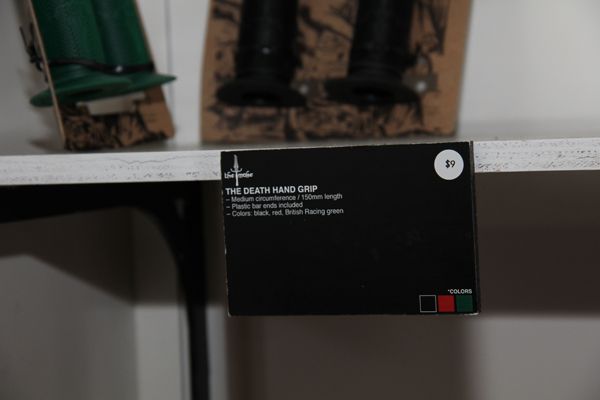 $9
THE DEATH HAND GRIP
– Medium circumference / 150mm length
– Plastic bar ends included
– Colors: black, red, British Racing green
*COLORS